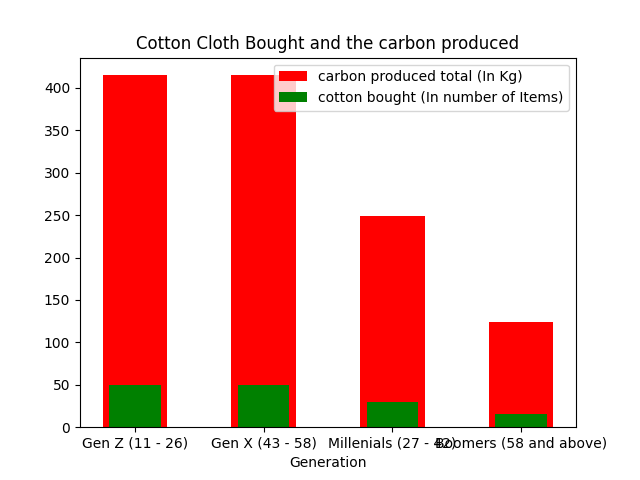 Cotton Cloth Bought and the carbon produced
carbon produced total (In Kg)
cotton bought (In number of Items)
400
350
300
250
200
150
100
50
0
Gen Z (11 - 26) Gen X (43 - 58) Millenials (27 - 42) Boomers (58 and above)
Generation